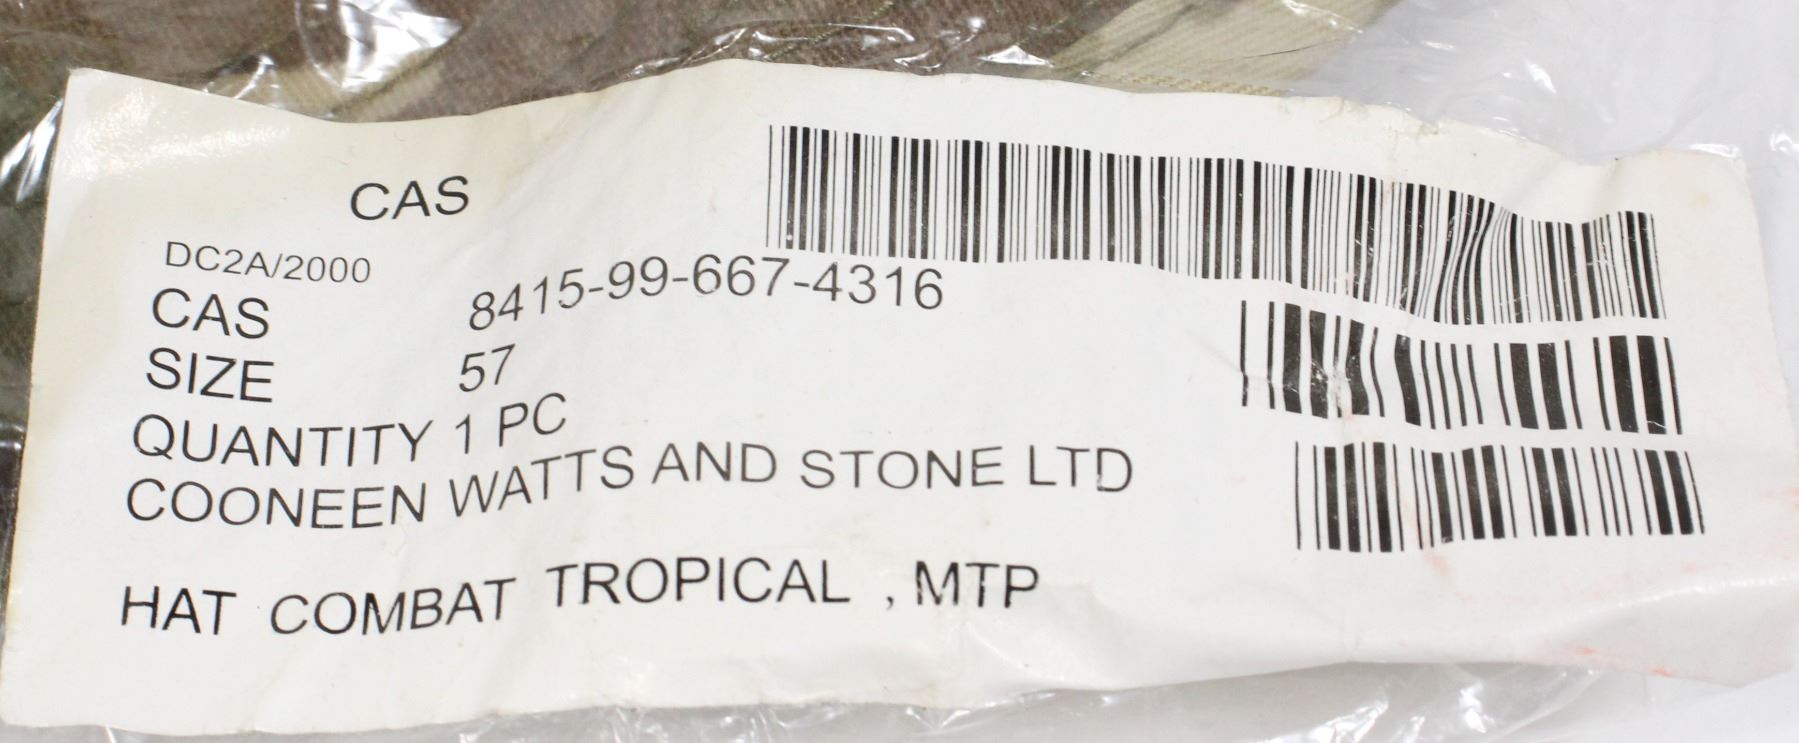 CAS
DC2A/2000
CAS 8415-99-667-4316
SIZE 57
QUANTITY 1 PC
COONEEN WATTS AND STONE LTD
HAT COMBAT TROPICAL , MTP